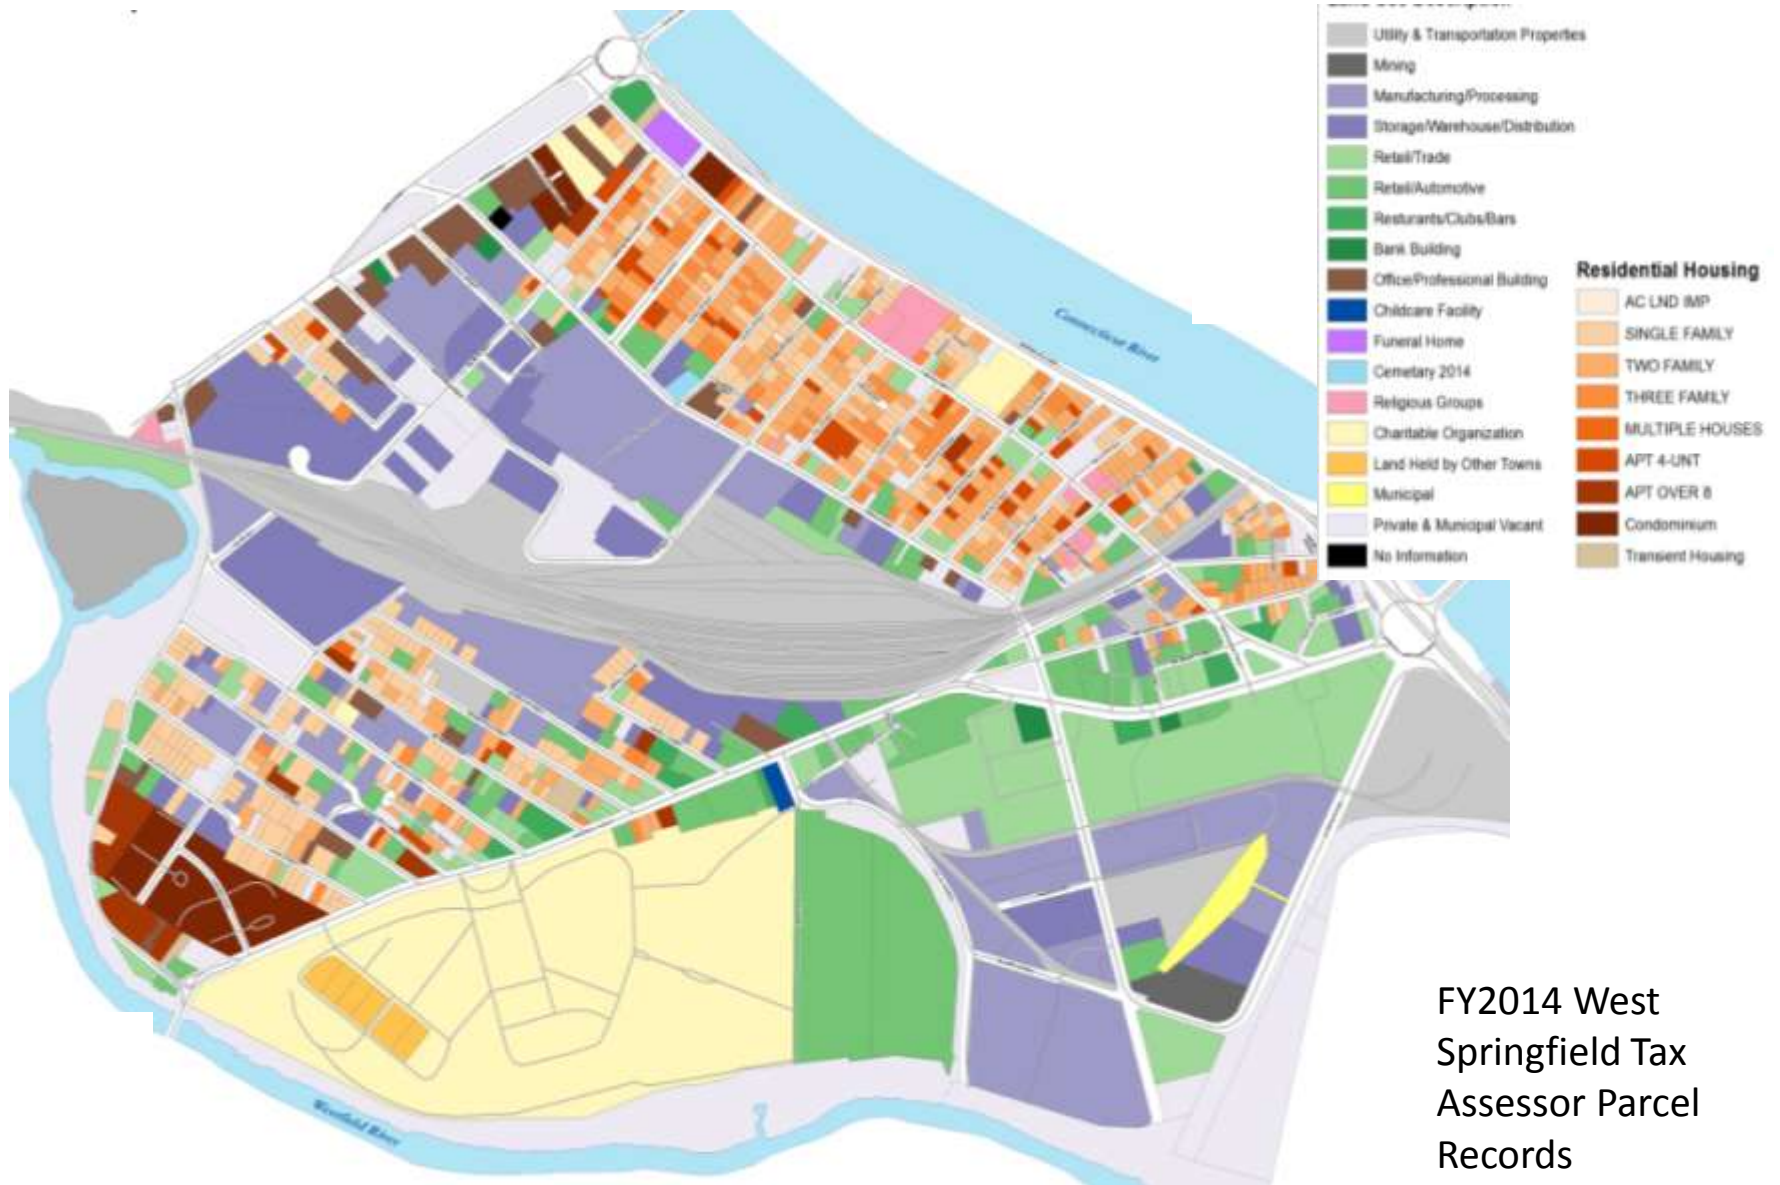 Utility & Transportation Properties
Mining
Manufacturing/Processing
Storage/Warehouse/Distribution
Retail/Trade
Retail/Automotive
Resturants/Clubs/Bars
Bank Building
Office/Professional Building
Childcare Facility
Funeral Home
Cemetary 2014
Religious Groups
Charitable Organization
Land Held by Other Towns
Municipal
Private & Municipal Vacant
No Information
Residential Housing
AC LND IMP
SINGLE FAMILY
TWO FAMILY
THREE FAMILY
MULTIPLE HOUSES
APT 4-UNT
APT OVER 8
Condominium
Transient Housing
Connecticut River
Westfield River
FY2014 West
Springfield Tax
Assessor Parcel
Records